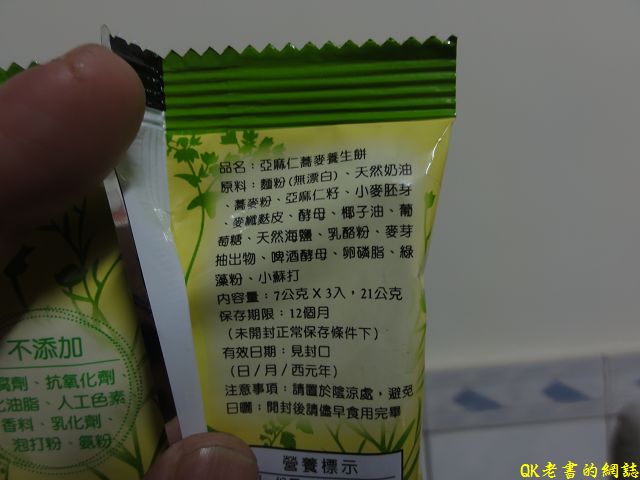 品名：亞麻仁蕎麥養生餅
原料：麵粉(無漂白)、天然奶油
、蕎麥粉、亞麻仁籽、小麥胚芽
、麥纖麩皮、酵母、椰子油、葡
萄糖、天然海鹽、乳酪粉、麥芽
抽出物、啤酒酵母、卵磷脂、綠
藻粉、小蘇打
內容量：7公克X3入，21公克
保存期限：12個月
（未開封正常保存條件下）
有效日期：見封口
（日/月/西元年）
注意事項：請置於陰涼處，避免
日曬；開封後請儘早食用完畢
營養標示
不添加
腐劑、抗氧化劑
油脂、人工色素
香料、乳化劑、
泡打粉、氨粉
QK老書的網誌